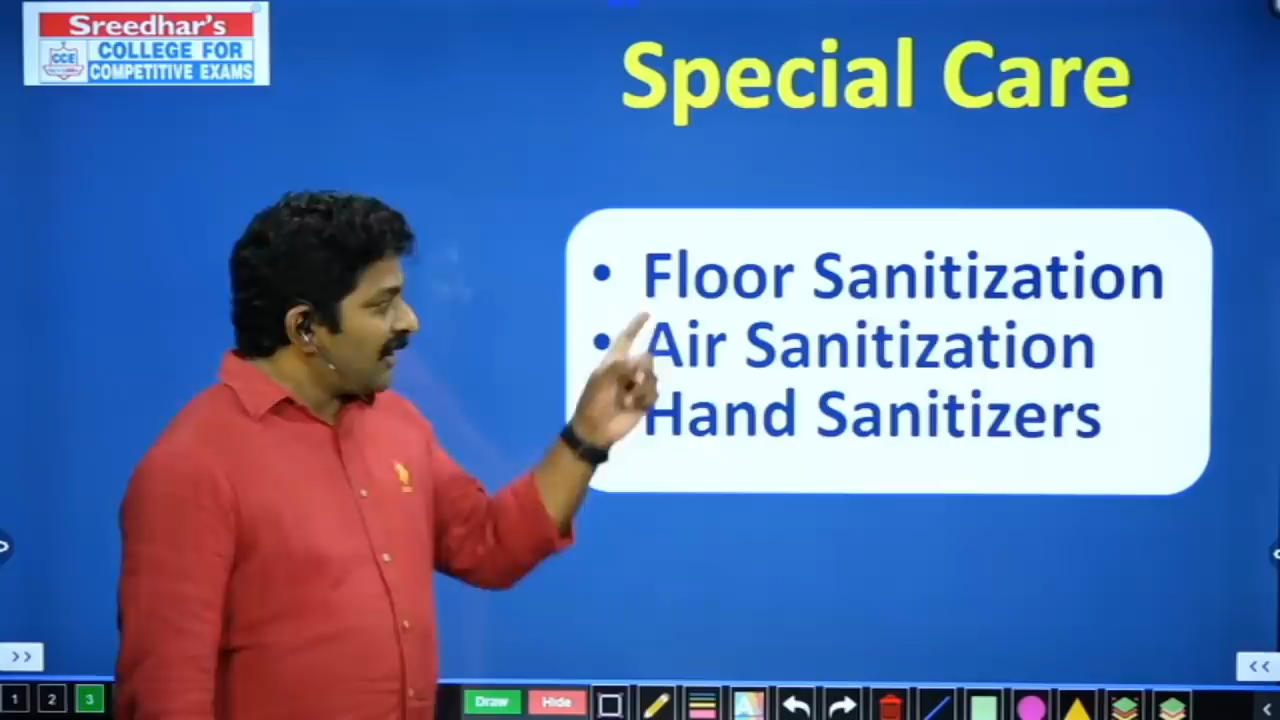 Sreedhar's
CCE
COLLEGE FOR
COMPETITIVE EXAMS
Special Care
• Floor Sanitization
• Air Sanitization
Hand Sanitizers
>>
<<
1 2 3
Draw Hide